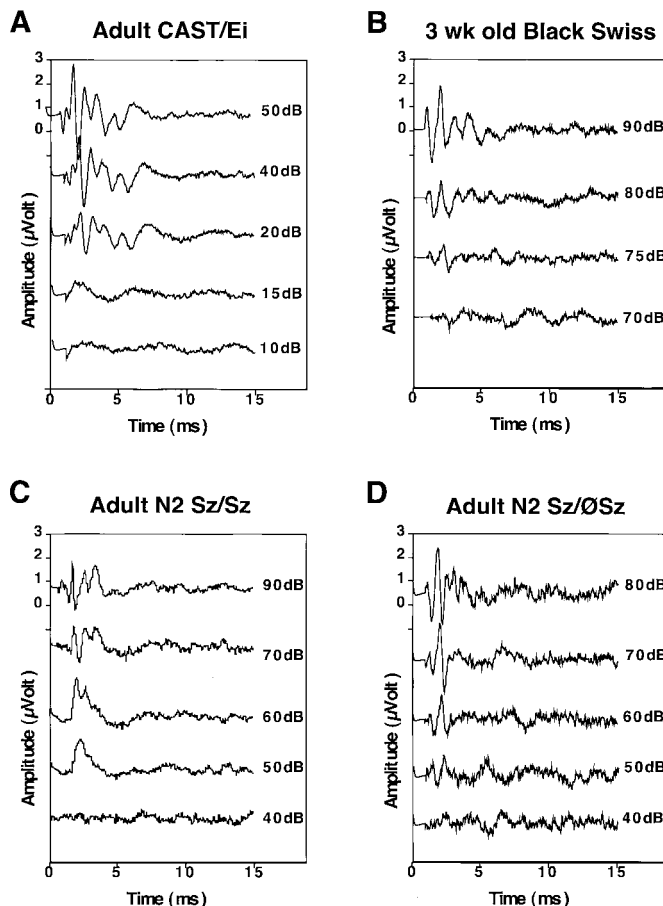 A
Adult CAST/Ei
3
2
1
0
50dB
40dB
20dB
15dB
10dB
Amplitude (µVolt)
0 5 10 15
Time (ms)
B
3 wk old Black Swiss
3
2
1
0
90dB
80dB
75dB
70dB
Amplitude (µVolt)
0 5 10 15
Time (ms)
C
Adult N2 Sz/Sz
3
2
1
0
90dB
70dB
60dB
50dB
40dB
Amplitude (µVolt)
0 5 10 15
Time (ms)
D
Adult N2 Sz/ØSz
3
2
1
0
80dB
70dB
60dB
50dB
40dB
Amplitude (µVolt)
0 5 10 15
Time (ms)